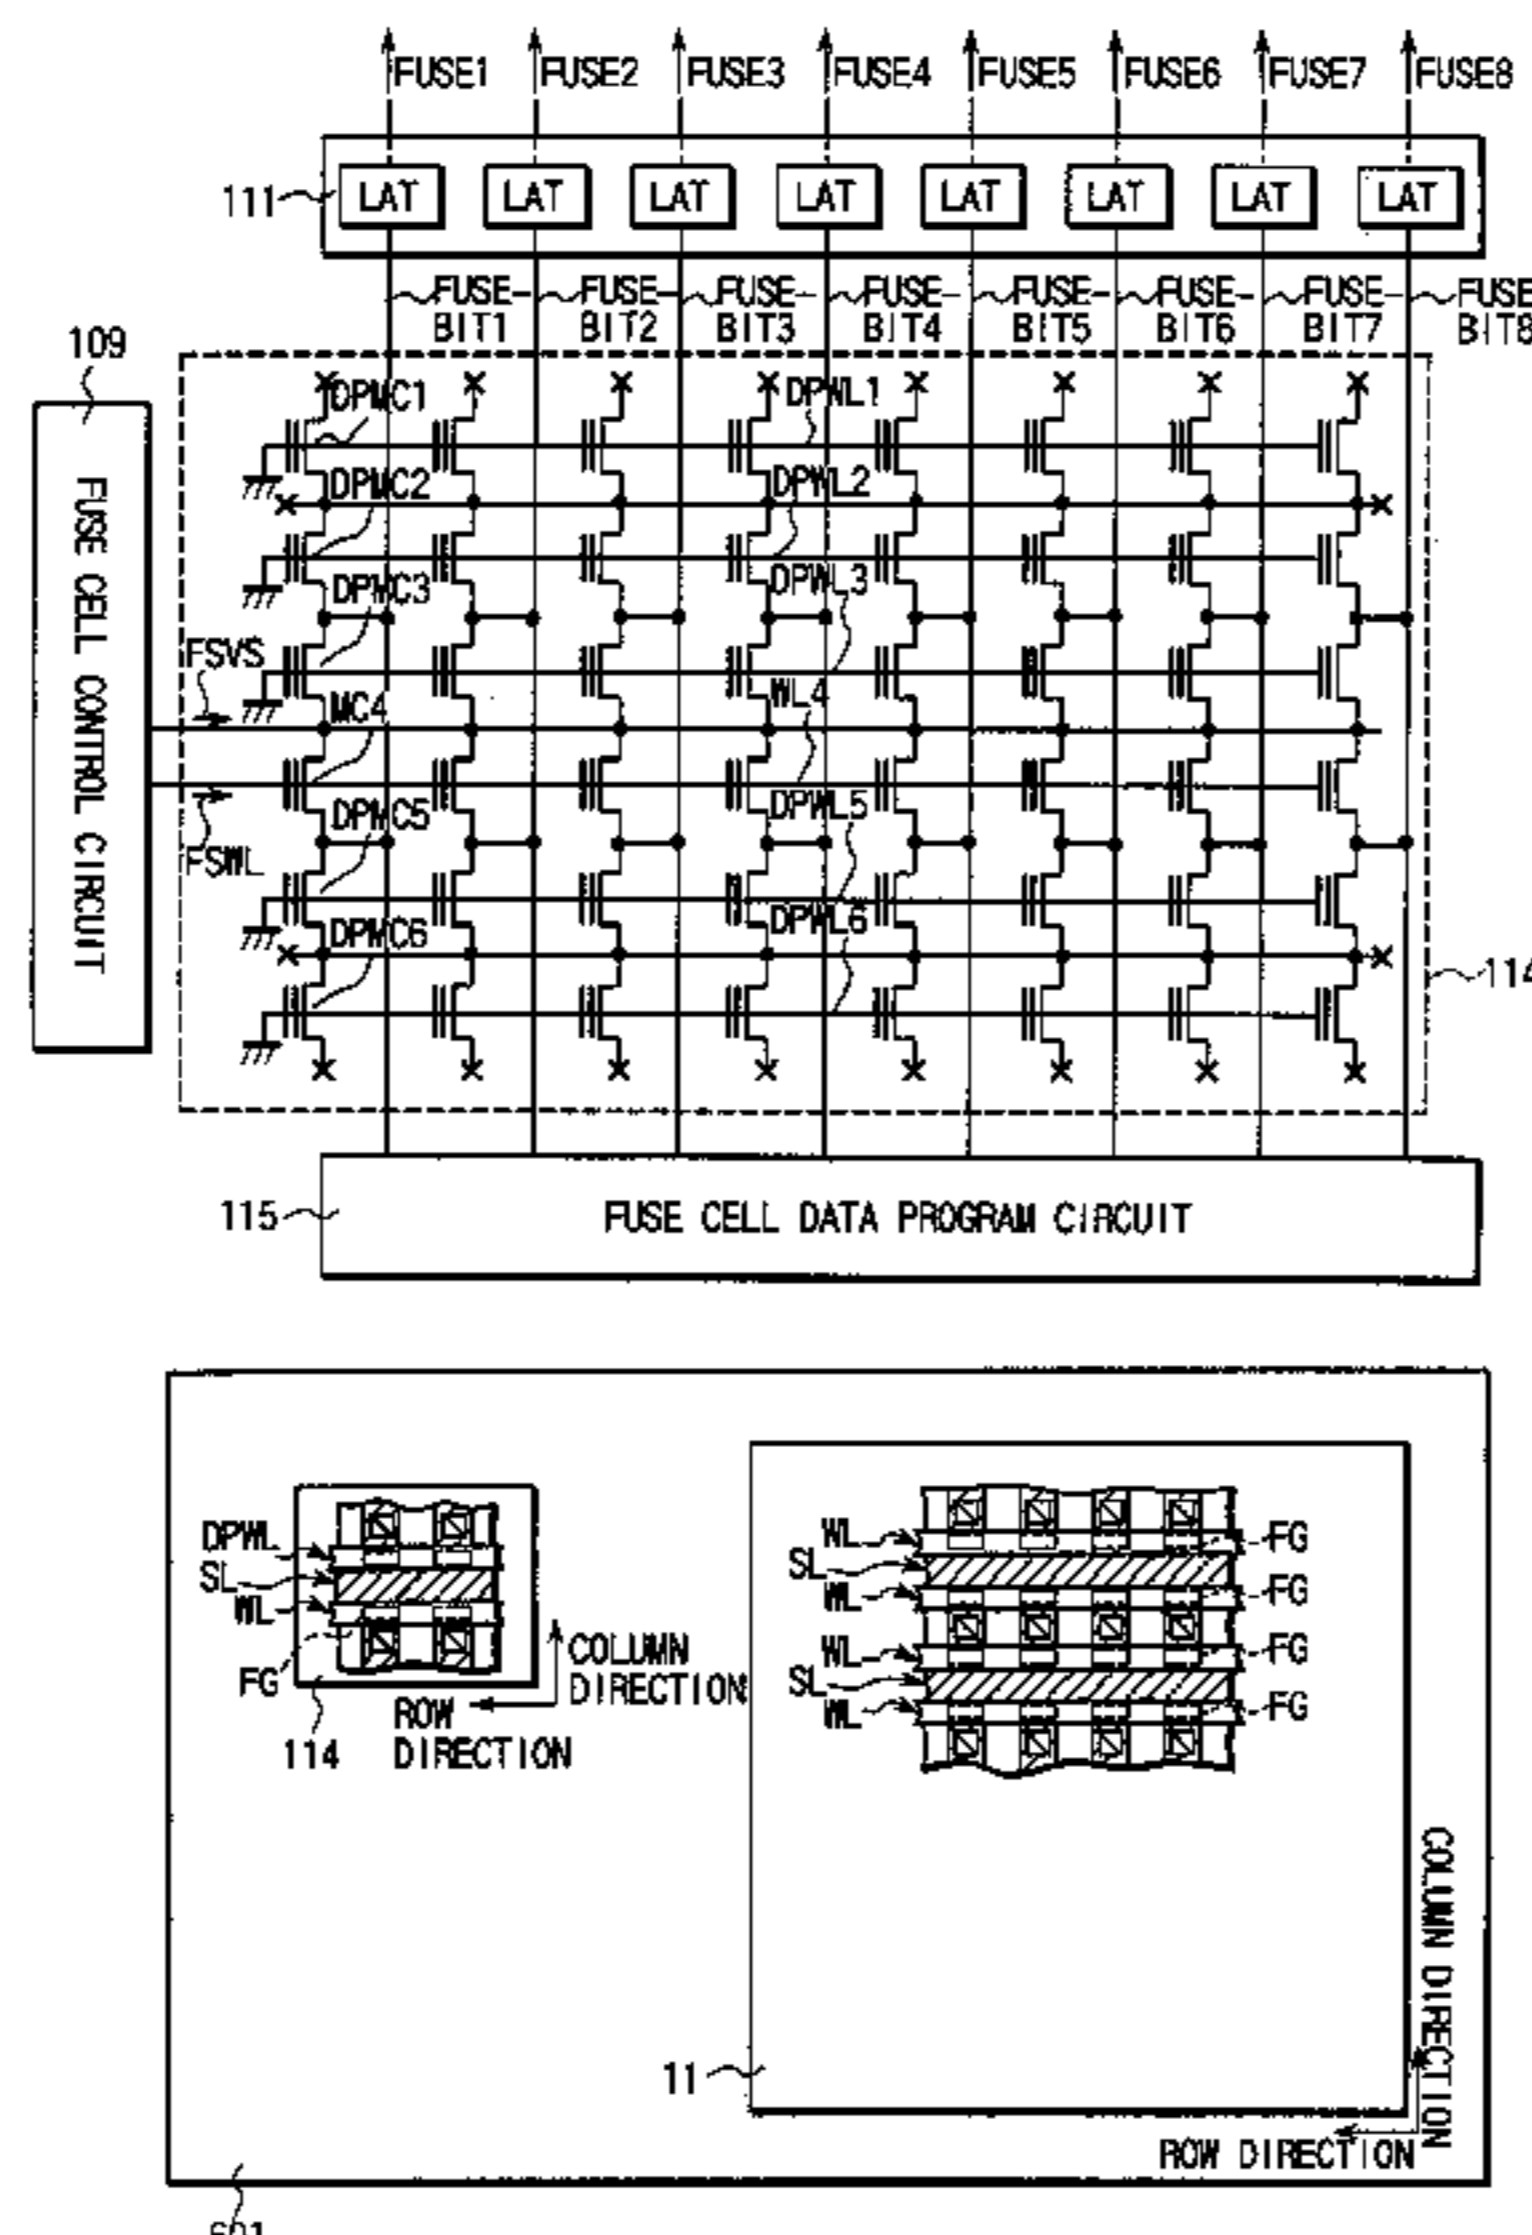 FUSE1 FUSE2 FUSE3 FUSE4 FUSE5 FUSE6 FUSE7 FUSE8
111 LAT LAT LAT LAT LAT LAT LAT LAT
FUSE- FUSE- FUSE- FUSE- FUSE- FUSE- FUSE- FUSE
BIT1 BIT2 BIT3 BIT4 BIT5 BIT6 BIT7 BIT8
109
FUSE CELL CONTROL CIRCUIT
DPMC1 DPWL1
DPMC2 DPWL2
DPMC3 DPWL3
FSVS
MC4 WL4
DPMC5 DPWL5
FSWL
DPMC6 DPWL6
114
115 FUSE CELL DATA PROGRAM CIRCUIT
DPWL
SL
WL
FG
114
COLUMN
DIRECTION
ROW
DIRECTION
WL FG
SL
WL FG
WL FG
SL
WL FG
11
COLUMN DIRECTION
ROW DIRECTION
601